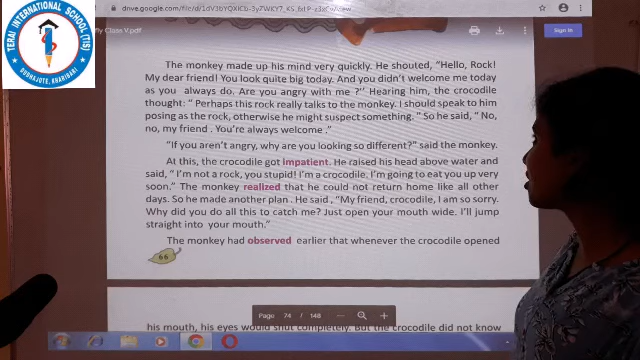 drive.google.com/file/d/1dV3bYQXlCb-3yZWKY7_KS_6tP-z3gCy/view
TERAI INTERNATIONAL SCHOOL (TIS)
BUDHAJOTE, KHARIBARI
ly Class V.pdf
Sign in
The monkey made up his mind very quickly. He shouted, “Hello, Rock!
My dear friend! You look quite big today. And you didn't welcome me today
as you always do. Are you angry with me ?” Hearing him, the crocodile
thought: “ Perhaps this rock really talks to the monkey. I should speak to him
posing as the rock, otherwise he might suspect something. “ So he said, “ No,
no, my friend . You're always welcome .”
“If you aren't angry, why are you looking so different?” said the monkey.
At this, the crocodile got impatient. He raised his head above water and
said, “ I'm not a rock, you stupid! I'm a crocodile. I'm going to eat you up very
soon.” The monkey realized that he could not return home like all other
days. So he made another plan . He said, “My friend, crocodile, I am so sorry.
Why did you do all this to catch me? Just open your mouth wide. I'll jump
straight into your mouth.”
The monkey had observed earlier that whenever the crocodile opened
66
Page 74 / 148
his mouth, his eyes would shut completely. But the crocodile did not know